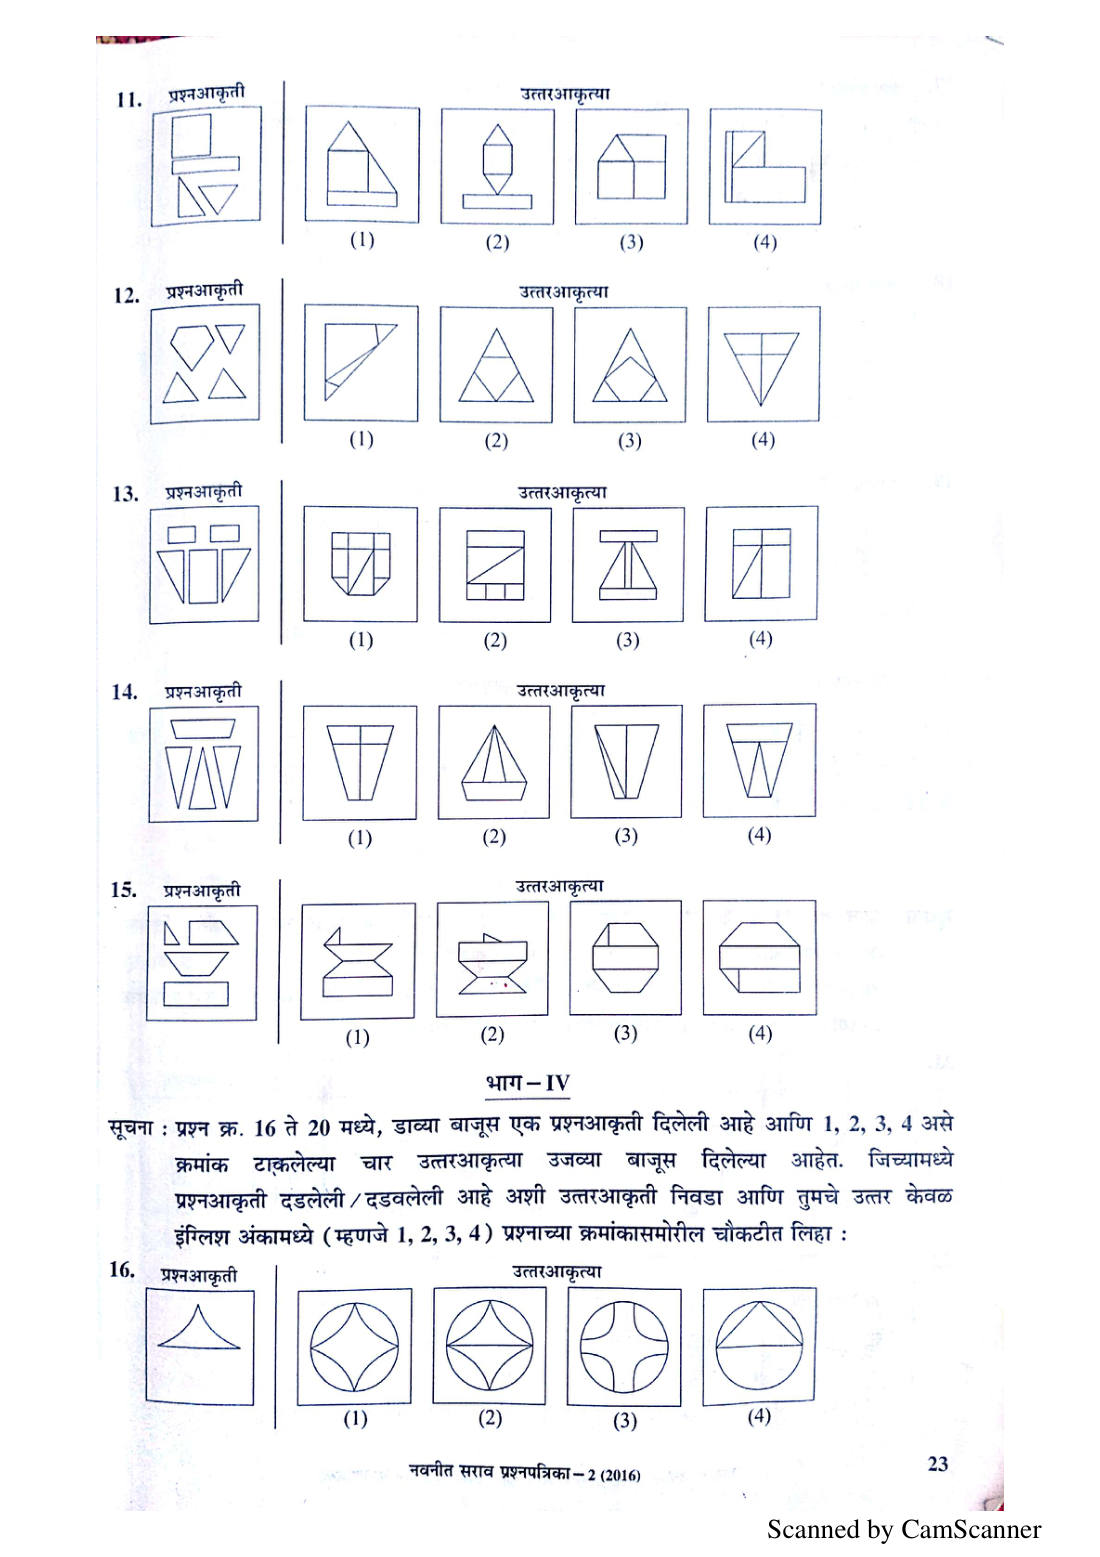 11. प्रश्नआकृती उत्तरआकृत्या
(1) (2) (3) (4)
12. प्रश्नआकृती उत्तरआकृत्या
(1) (2) (3) (4)
13. प्रश्नआकृती उत्तरआकृत्या
(1) (2) (3) (4)
14. प्रश्नआकृती उत्तरआकृत्या
(1) (2) (3) (4)
15. प्रश्नआकृती उत्तरआकृत्या
(1) (2) (3) (4)
भाग – IV
सूचना : प्रश्न क्र. 16 ते 20 मध्ये, डाव्या बाजूस एक प्रश्नआकृती दिलेली आहे आणि 1, 2, 3, 4 असे
क्रमांक टाकलेल्या चार उत्तरआकृत्या उजव्या बाजूस दिलेल्या आहेत. जिच्यामध्ये
प्रश्नआकृती दडलेली / दडवलेली आहे अशी उत्तरआकृती निवडा आणि तुमचे उत्तर केवळ
इंग्लिश अंकामध्ये ( म्हणजे 1, 2, 3, 4 ) प्रश्नाच्या क्रमांकासमोरील चौकटीत लिहा :
16. प्रश्नआकृती उत्तरआकृत्या
(1) (2) (3) (4)
नवनीत सराव प्रश्नपत्रिका – 2 (2016) 23
Scanned by CamScanner